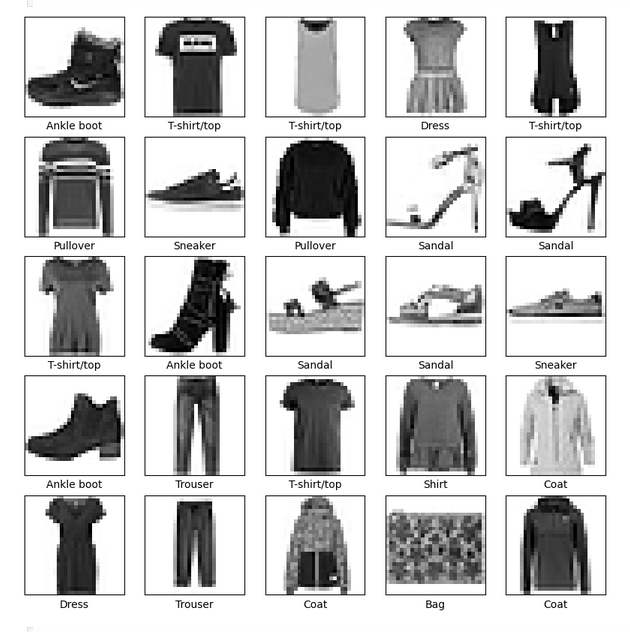 Ankle boot T-shirt/top T-shirt/top Dress T-shirt/top
Pullover Sneaker Pullover Sandal Sandal
T-shirt/top Ankle boot Sandal Sandal Sneaker
Ankle boot Trouser T-shirt/top Shirt Coat
Dress Trouser Coat Bag Coat